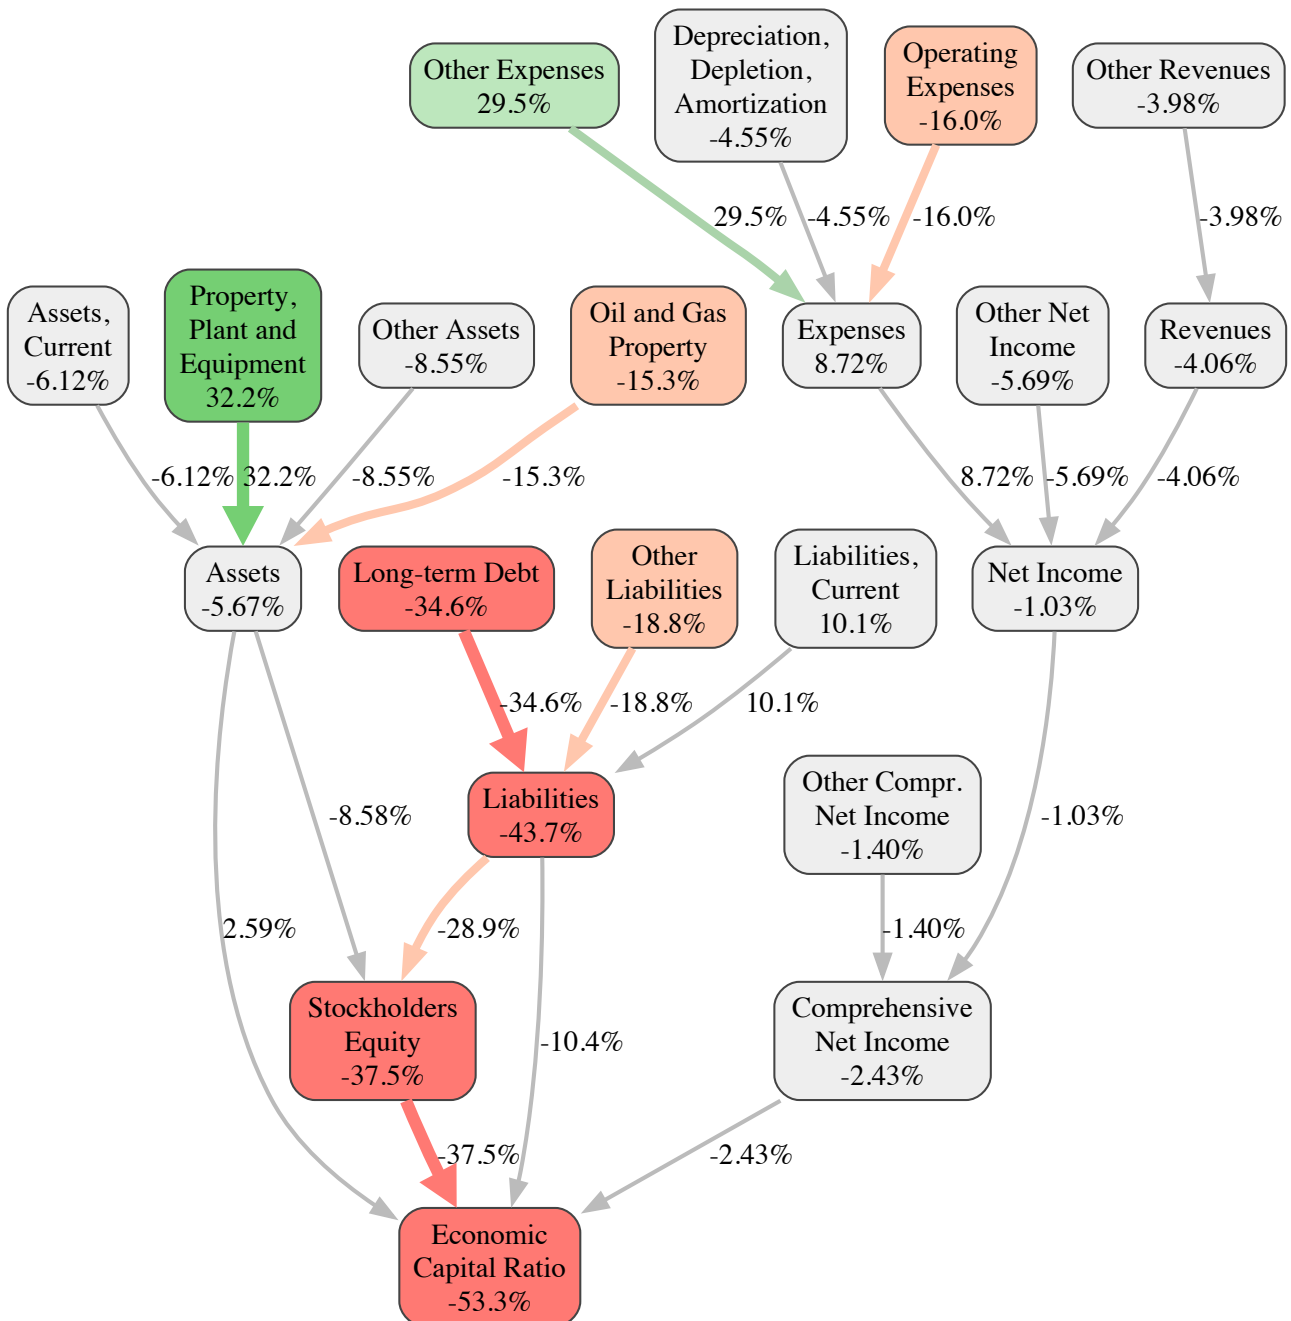 Other Expenses
29.5%
Depreciation,
Depletion,
Amortization
-4.55%
Operating
Expenses
-16.0%
Other Revenues
-3.98%
29.5%
-4.55%
-16.0%
-3.98%
Assets,
Current
-6.12%
Property,
Plant and
Equipment
32.2%
Other Assets
-8.55%
Oil and Gas
Property
-15.3%
Expenses
8.72%
Other Net
Income
-5.69%
Revenues
-4.06%
-6.12%
32.2%
-8.55%
-15.3%
8.72%
-5.69%
-4.06%
Assets
-5.67%
Long-term Debt
-34.6%
Other
Liabilities
-18.8%
Liabilities,
Current
10.1%
Net Income
-1.03%
-34.6%
-18.8%
10.1%
Liabilities
-43.7%
Other Compr.
Net Income
-1.40%
-8.58%
-1.03%
2.59%
-28.9%
-1.40%
Stockholders
Equity
-37.5%
-10.4%
Comprehensive
Net Income
-2.43%
-37.5%
-2.43%
Economic
Capital Ratio
-53.3%